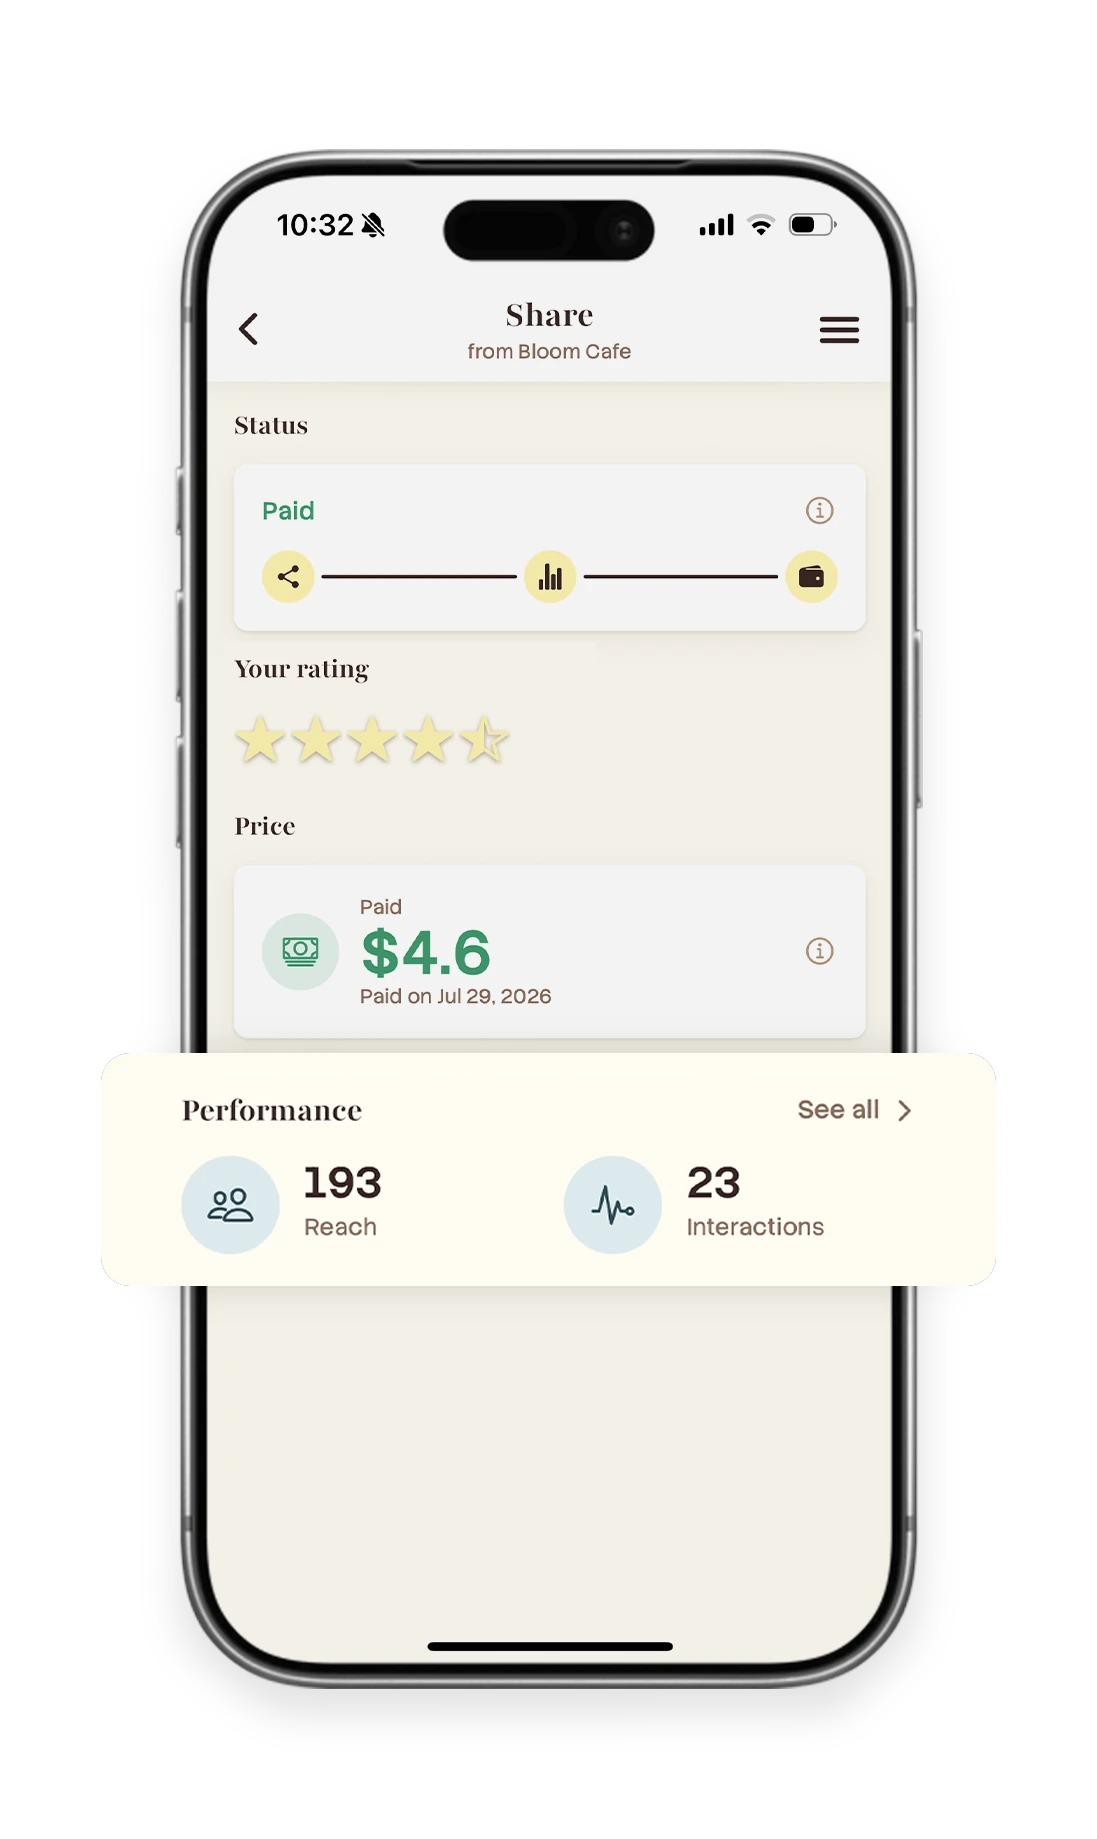 10:32
Share
from Bloom Cafe
Status
Paid
Your rating
Price
Paid
$4.6
Paid on Jul 29, 2026
Performance
See all
193
Reach
23
Interactions